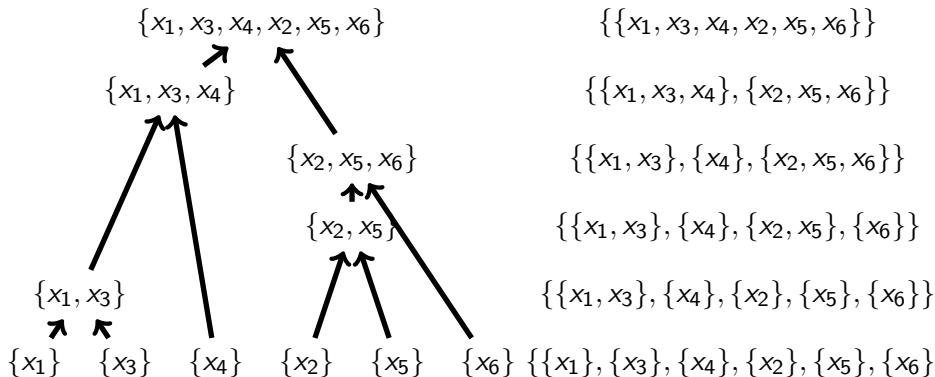 {x₁, x₃, x₄, x₂, x₅, x₆} {{x₁, x₃, x₄, x₂, x₅, x₆}}
{x₁, x₃, x₄} {{x₁, x₃, x₄}, {x₂, x₅, x₆}}
{x₂, x₅, x₆} {{x₁, x₃}, {x₄}, {x₂, x₅, x₆}}
{x₂, x₅} {{x₁, x₃}, {x₄}, {x₂, x₅}, {x₆}}
{x₁, x₃} {{x₁, x₃}, {x₄}, {x₂}, {x₅}, {x₆}}
{x₁} {x₃} {x₄} {x₂} {x₅} {x₆} {{x₁}, {x₃}, {x₄}, {x₂}, {x₅}, {x₆}